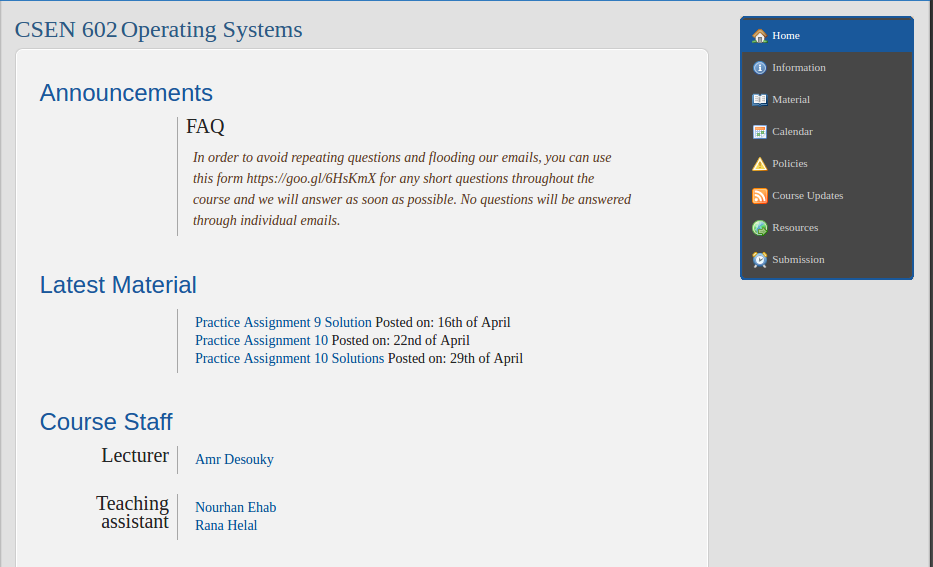 CSEN 602 Operating Systems
Home
Information
Material
Calendar
Policies
Course Updates
Resources
Submission
Announcements
FAQ
In order to avoid repeating questions and flooding our emails, you can use
this form https://goo.gl/6HsKmX for any short questions throughout the
course and we will answer as soon as possible. No questions will be answered
through individual emails.
Latest Material
Practice Assignment 9 Solution Posted on: 16th of April
Practice Assignment 10 Posted on: 22nd of April
Practice Assignment 10 Solutions Posted on: 29th of April
Course Staff
Lecturer
Amr Desouky
Teaching
assistant
Nourhan Ehab
Rana Helal